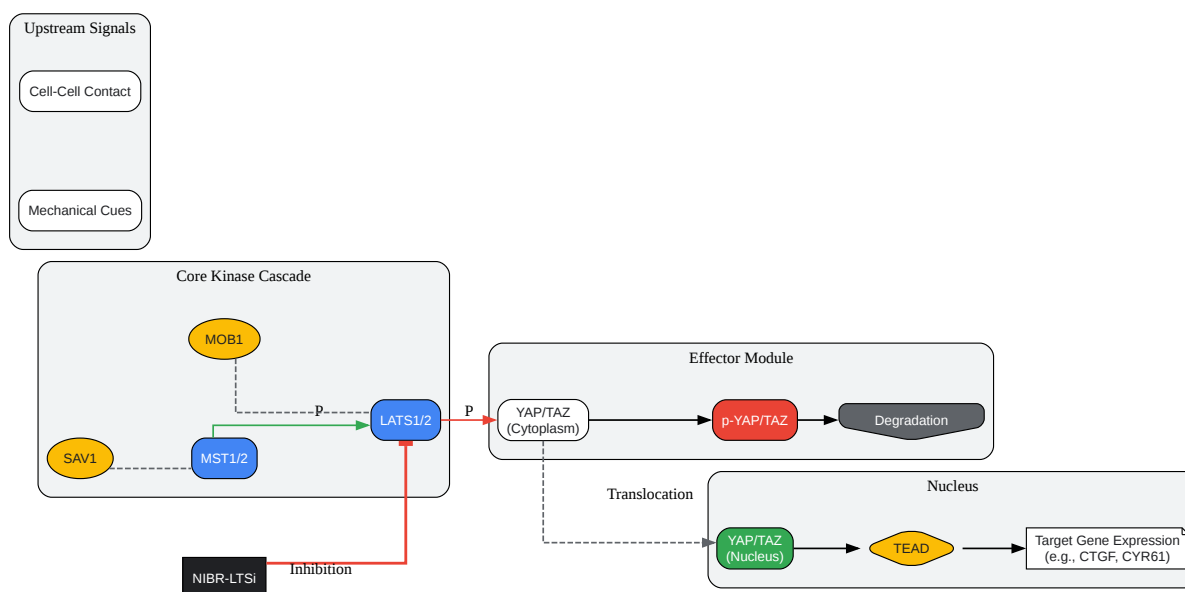 Upstream Signals
Cell-Cell Contact
Mechanical Cues
Core Kinase Cascade
MOB1
P
LATS1/2
P
SAV1
MST1/2
NIBR-LTSi
Inhibition
Effector Module
YAP/TAZ
(Cytoplasm)
p-YAP/TAZ
Degradation
Translocation
Nucleus
YAP/TAZ
(Nucleus)
TEAD
Target Gene Expression
(e.g., CTGF, CYR61)